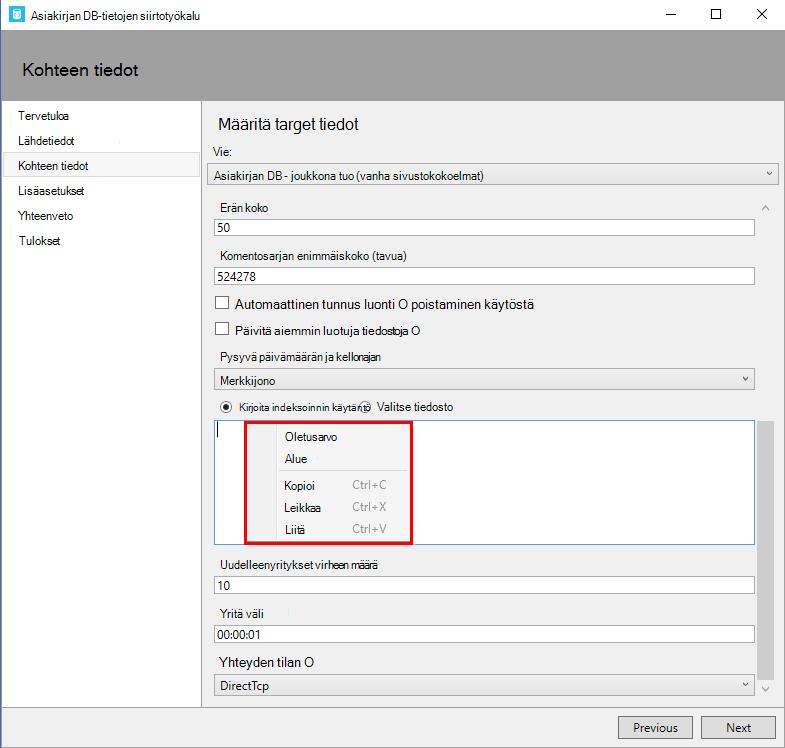 Asiakirjan DB-tietojen siirtotyökalu
Kohteen tiedot
Tervetuloa
Lähdetiedot
Kohteen tiedot
Lisäasetukset
Yhteenveto
Tulokset
Määritä target tiedot
Vie:
Asiakirjan DB - joukkona tuo (vanha sivustokokoelmat)
Erän koko
50
Komentosarjan enimmäiskoko (tavua)
524278
Automaattinen tunnus luonti O poistaminen käytöstä
Päivitä aiemmin luotuja tiedostoja O
Pysyvä päivämäärän ja kellonajan
Merkkijono
Kirjoita indeksoinnin käytäntö Valitse tiedosto
Oletusarvo
Alue
Kopioi Ctrl+C
Leikkaa Ctrl+X
Liitä Ctrl+V
Uudelleenyritykset virheen määrä
10
Yritä väli
00:00:01
Yhteyden tilan O
DirectTcp
Previous Next